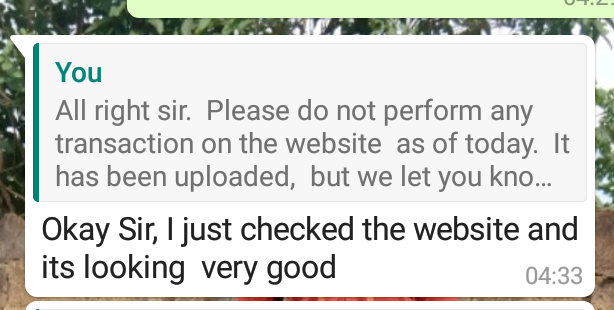 You
All right sir.  Please do not perform any
transaction on the website  as of today.  It
has been uploaded,  but we let you kno...
Okay Sir, I just checked the website and
its looking  very good
04:33